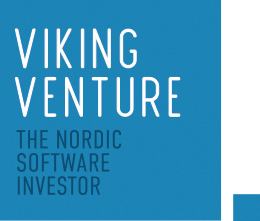 VIKING
VENTURE
THE NORDIC
SOFTWARE
INVESTOR